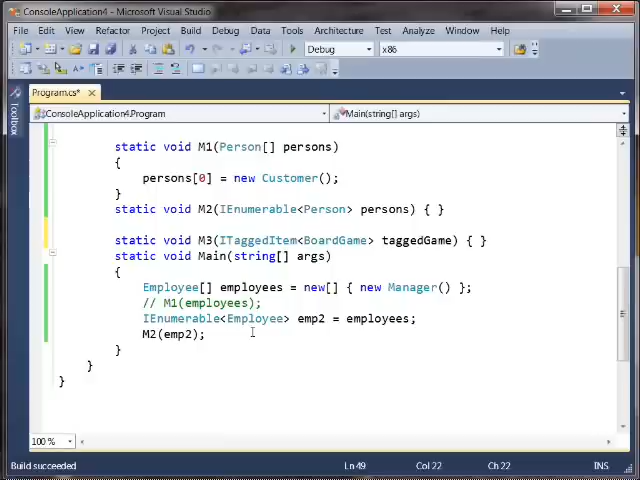 ConsoleApplication4 - Microsoft Visual Studio
File Edit View Refactor Project Build Debug Data Tools Architecture Test Analyze Window Help
Debug x86
Program.cs*
ConsoleApplication4.Program Main(string[] args)
Toolbox
static void M1(Person[] persons)
{
persons[0] = new Customer();
}
static void M2(IEnumerable<Person> persons) { }
static void M3(ITaggedItem<BoardGame> taggedGame) { }
static void Main(string[] args)
{
Employee[] employees = new[] { new Manager() };
// M1(employees);
IEnumerable<Employee> emp2 = employees;
M2(emp2);
}
}
}
100 %
Build succeeded Ln 49 Col 22 Ch 22